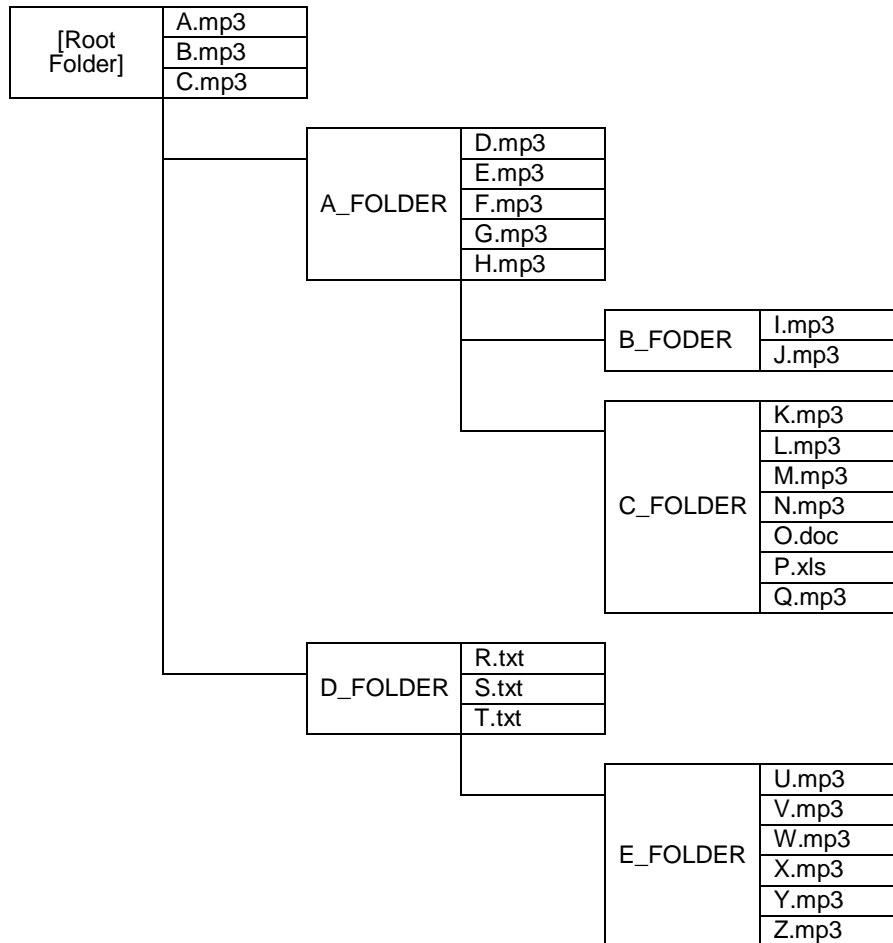 [Root
Folder]
A.mp3
B.mp3
C.mp3
A_FOLDER
D.mp3
E.mp3
F.mp3
G.mp3
H.mp3
B_FODER
I.mp3
J.mp3
C_FOLDER
K.mp3
L.mp3
M.mp3
N.mp3
O.doc
P.xls
Q.mp3
D_FOLDER
R.txt
S.txt
T.txt
E_FOLDER
U.mp3
V.mp3
W.mp3
X.mp3
Y.mp3
Z.mp3